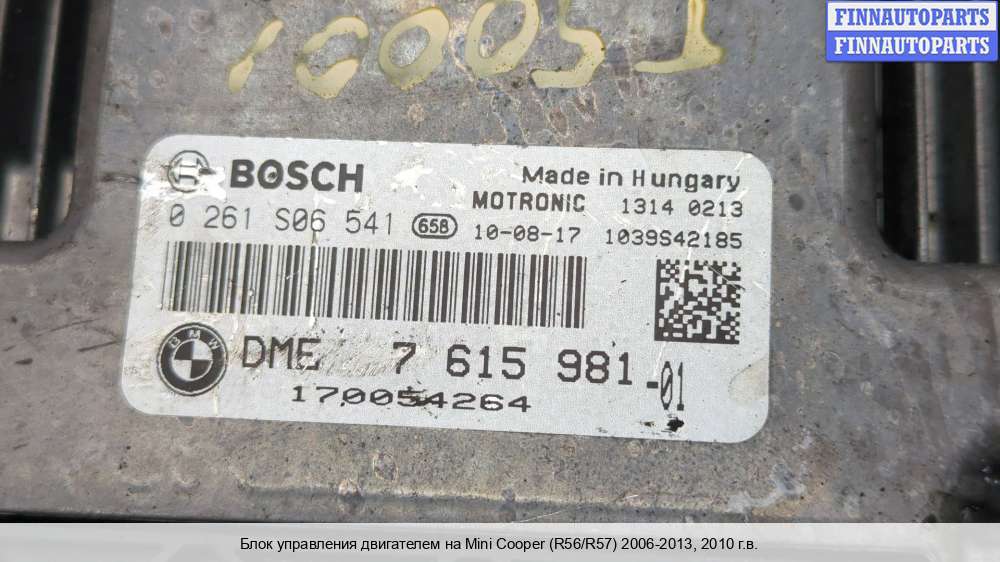 FINNAUTOPARTS
FINNAUTOPARTS
BOSCH
Made in Hungary
MOTRONIC 1314 0213
0 261 S06 541 658 10-08-17 1039S42185
BMW
DME 7 615 981-01
170054264
Блок управления двигателем на Mini Cooper (R56/R57) 2006-2013, 2010 г.в.